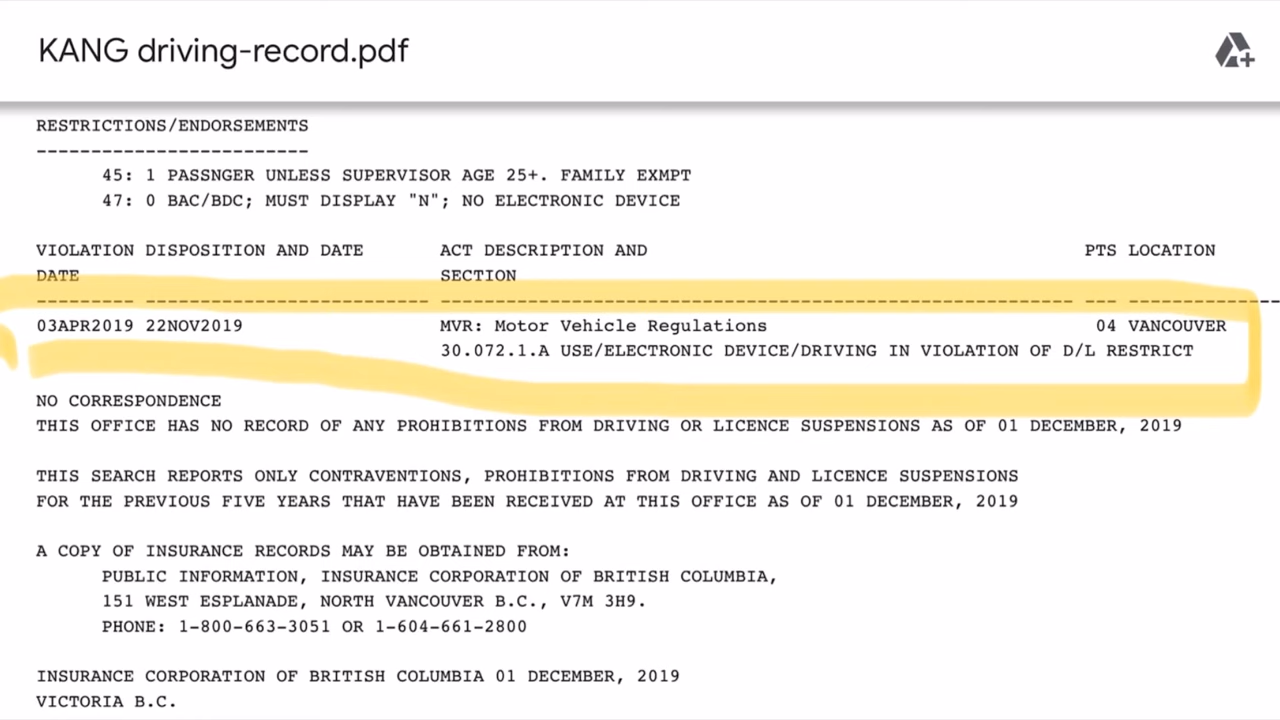 KANG driving-record.pdf
RESTRICTIONS/ENDORSEMENTS
-------------------------
45: 1 PASSNGER UNLESS SUPERVISOR AGE 25+. FAMILY EXMPT
47: 0 BAC/BDC; MUST DISPLAY "N"; NO ELECTRONIC DEVICE
VIOLATION DISPOSITION AND DATE ACT DESCRIPTION AND PTS LOCATION
DATE SECTION
--------- -------------------------- ---------------------------------------------------------- --- --------------
03APR2019 22NOV2019 MVR: Motor Vehicle Regulations 04 VANCOUVER
30.072.1.A USE/ELECTRONIC DEVICE/DRIVING IN VIOLATION OF D/L RESTRICT
NO CORRESPONDENCE
THIS OFFICE HAS NO RECORD OF ANY PROHIBITIONS FROM DRIVING OR LICENCE SUSPENSIONS AS OF 01 DECEMBER, 2019
THIS SEARCH REPORTS ONLY CONTRAVENTIONS, PROHIBITIONS FROM DRIVING AND LICENCE SUSPENSIONS
FOR THE PREVIOUS FIVE YEARS THAT HAVE BEEN RECEIVED AT THIS OFFICE AS OF 01 DECEMBER, 2019
A COPY OF INSURANCE RECORDS MAY BE OBTAINED FROM:
PUBLIC INFORMATION, INSURANCE CORPORATION OF BRITISH COLUMBIA,
151 WEST ESPLANADE, NORTH VANCOUVER B.C., V7M 3H9.
PHONE: 1-800-663-3051 OR 1-604-661-2800
INSURANCE CORPORATION OF BRITISH COLUMBIA 01 DECEMBER, 2019
VICTORIA B.C.